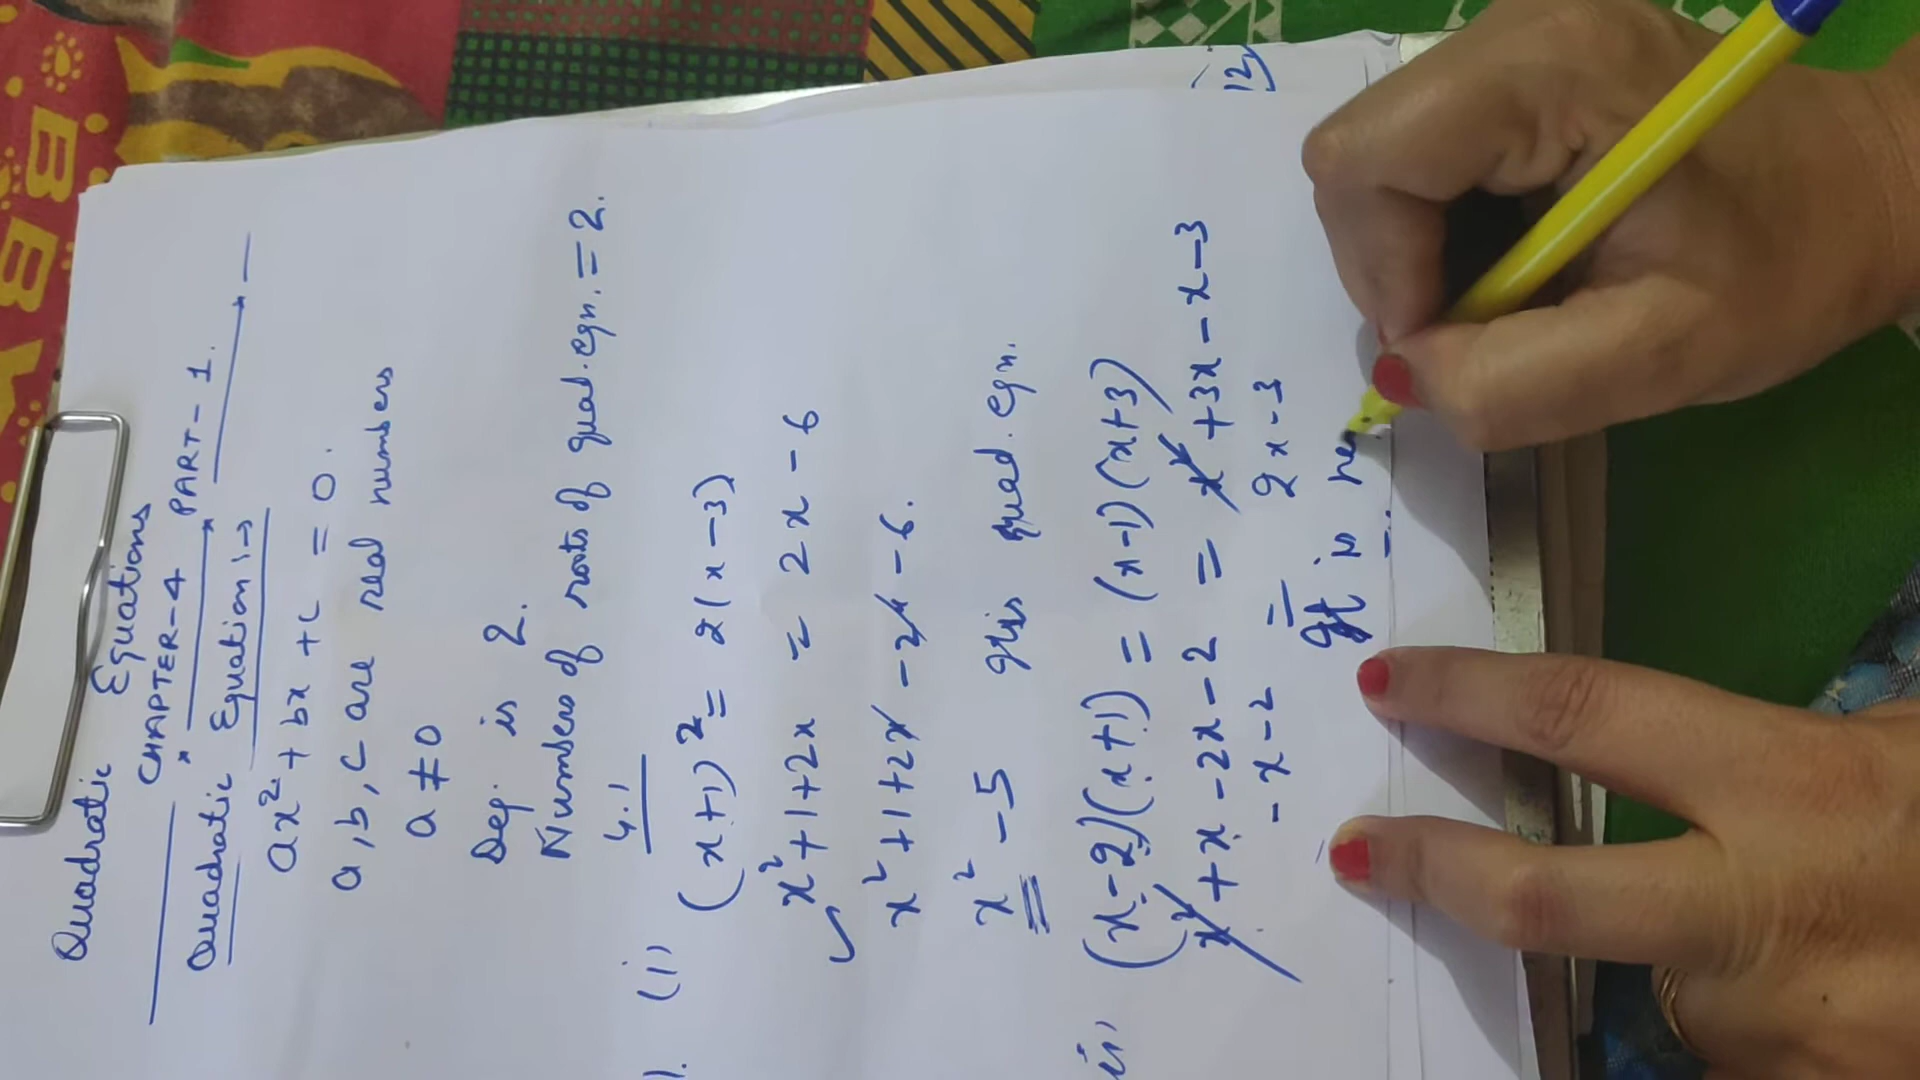 Quadratic Equations
CHAPTER-4 PART-1.
Quadratic Equation :->
ax² + bx + c = 0.
a, b, c are real numbers
a ≠ 0
Deg. is 2.
Numbers of roots of quad. eqn. = 2.
4.1
1. (i) (x+1)² = 2(x-3)
x²+1+2x = 2x-6
x²+1+2x-2x-6.
x²-5 It is quad. eqn.
ii) (x-2)(x+1) = (x-1)(x+3)
x²+x-2x-2 = x²+3x-x-3
-x-2 = 2x-3
It is
12